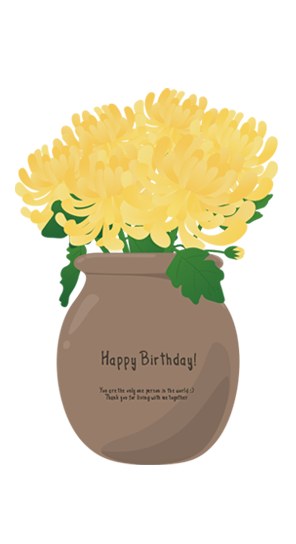 Happy Birthday!
You are the only one person in the world :)
Thank you for living with me together!